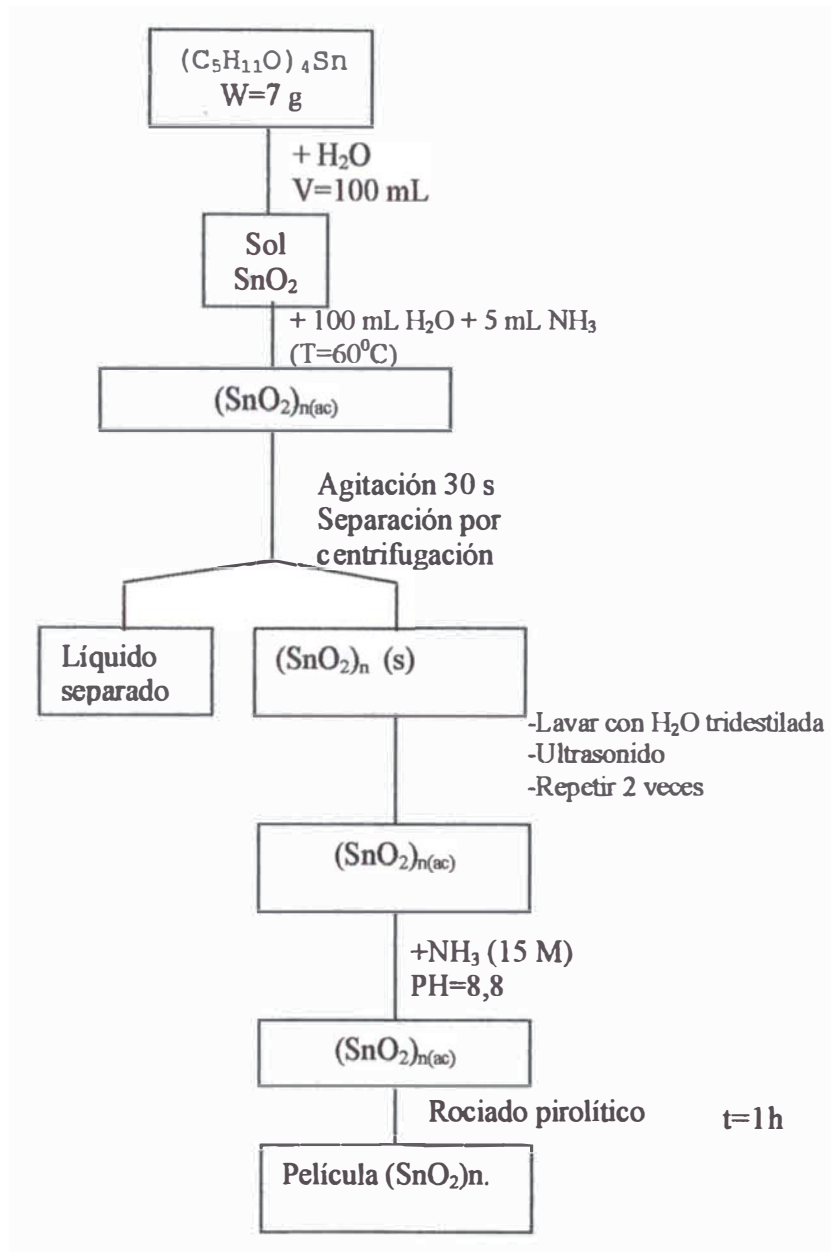 (C₅H₁₁O)₄Sn
W=7 g
+ H₂O
V=100 mL
Sol
SnO₂
+ 100 mL H₂O + 5 mL NH₃
(T=60⁰C)
(SnO₂)ₙ₍ac₎
Agitación 30 s
Separación por
centrifugación
Líquido
separado
(SnO₂)ₙ (s)
-Lavar con H₂O tridestilada
-Ultrasonido
-Repetir 2 veces
(SnO₂)ₙ₍ac₎
+NH₃ (15 M)
PH=8,8
(SnO₂)ₙ₍ac₎
Rociado pirolítico t=1h
Película (SnO₂)n.